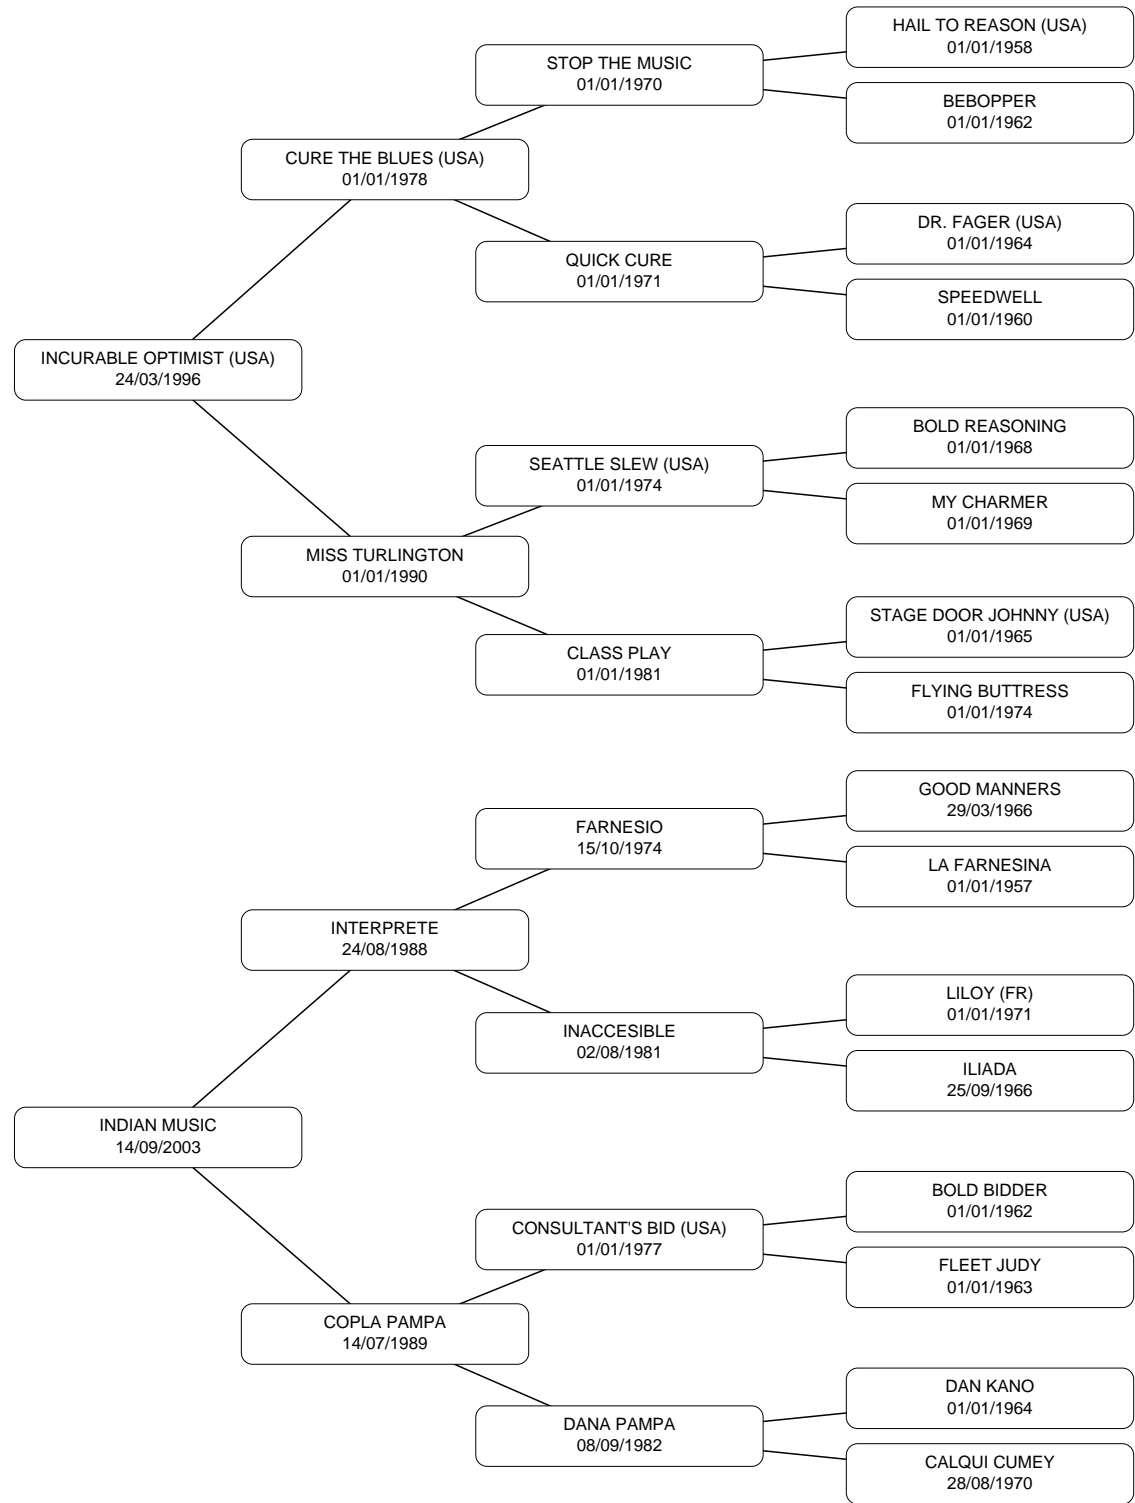 HAIL TO REASON (USA)
01/01/1958
STOP THE MUSIC
01/01/1970
BEBOPPER
01/01/1962
CURE THE BLUES (USA)
01/01/1978
DR. FAGER (USA)
01/01/1964
QUICK CURE
01/01/1971
SPEEDWELL
01/01/1960
INCURABLE OPTIMIST (USA)
24/03/1996
BOLD REASONING
01/01/1968
SEATTLE SLEW (USA)
01/01/1974
MY CHARMER
01/01/1969
MISS TURLINGTON
01/01/1990
STAGE DOOR JOHNNY (USA)
01/01/1965
CLASS PLAY
01/01/1981
FLYING BUTTRESS
01/01/1974
GOOD MANNERS
29/03/1966
FARNESIO
15/10/1974
LA FARNESINA
01/01/1957
INTERPRETE
24/08/1988
LILOY (FR)
01/01/1971
INACCESIBLE
02/08/1981
ILIADA
25/09/1966
INDIAN MUSIC
14/09/2003
BOLD BIDDER
01/01/1962
CONSULTANT'S BID (USA)
01/01/1977
FLEET JUDY
01/01/1963
COPLA PAMPA
14/07/1989
DAN KANO
01/01/1964
DANA PAMPA
08/09/1982
CALQUI CUMEY
28/08/1970